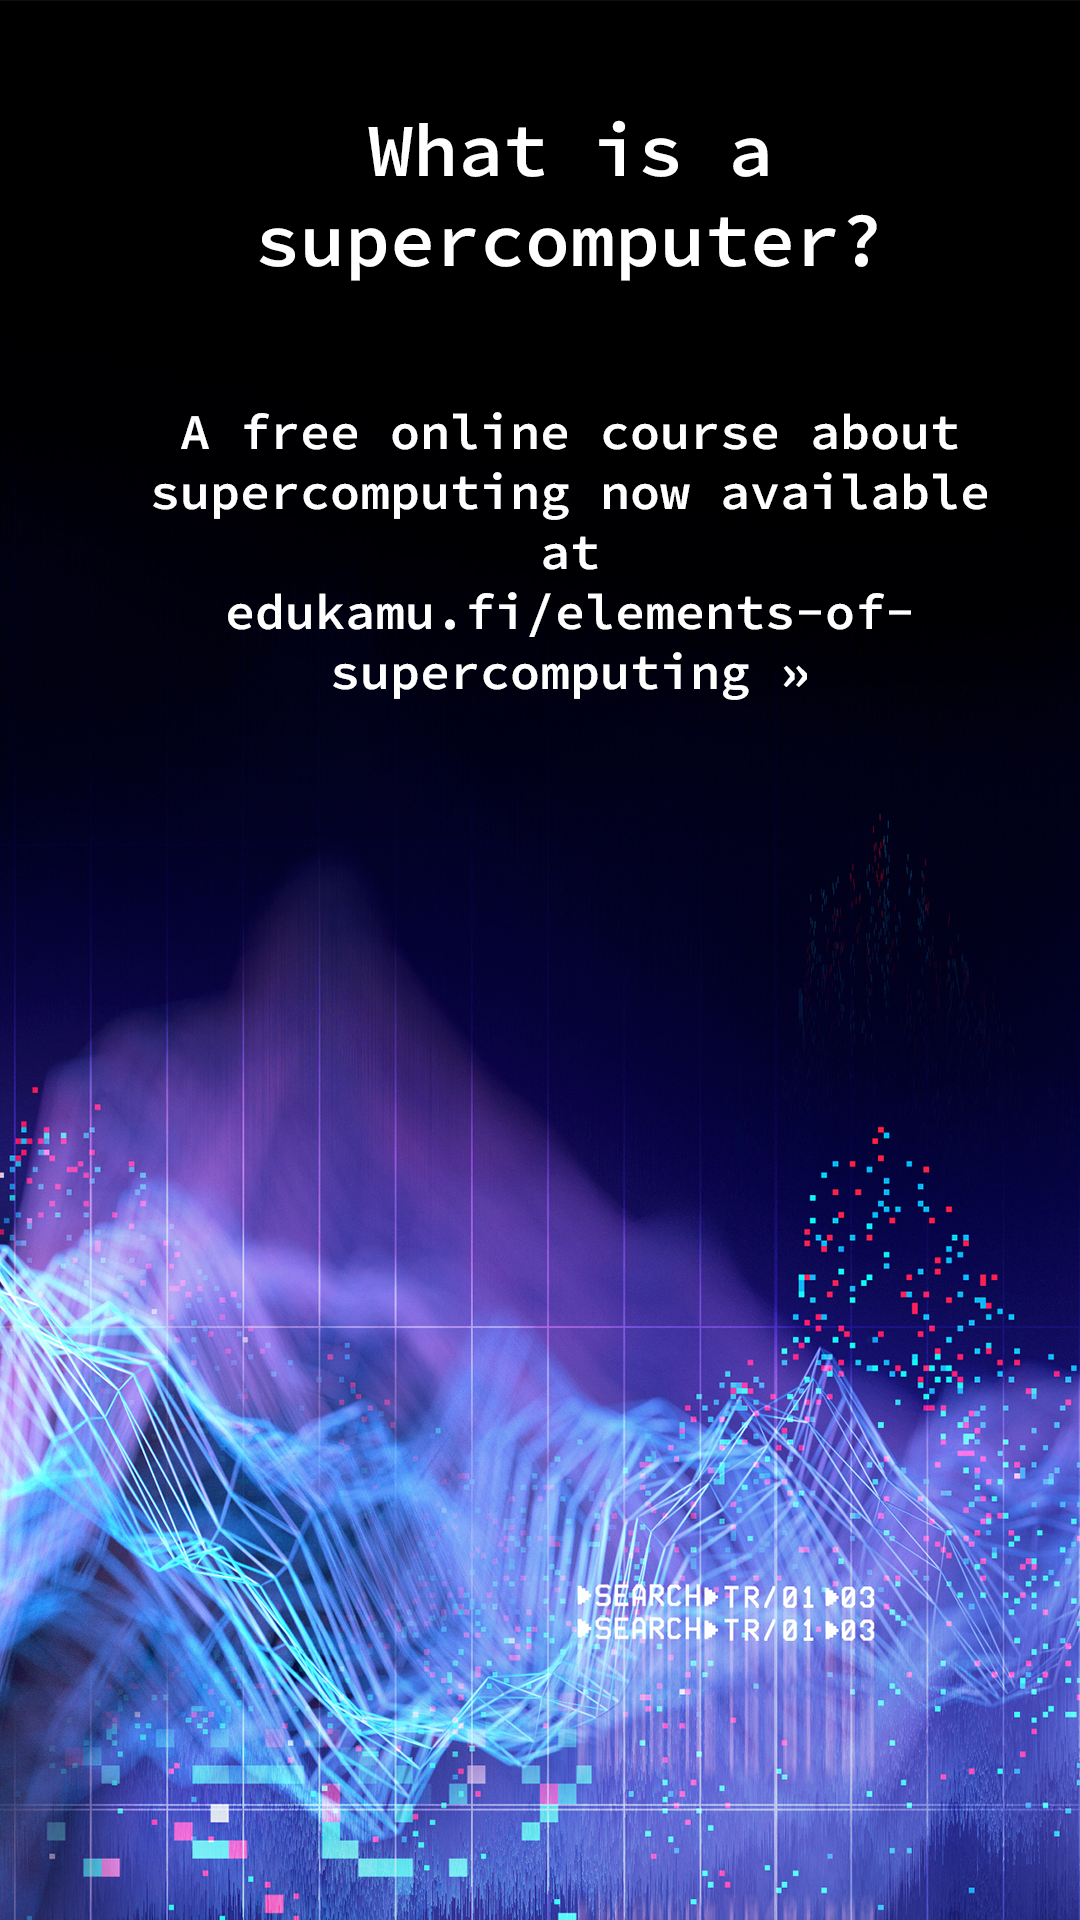 What is a
supercomputer?
A free online course about
supercomputing now available
at
edukamu.fi/elements-of-
supercomputing »
▶SEARCH▶TR/01▶03
▶SEARCH▶TR/01▶03